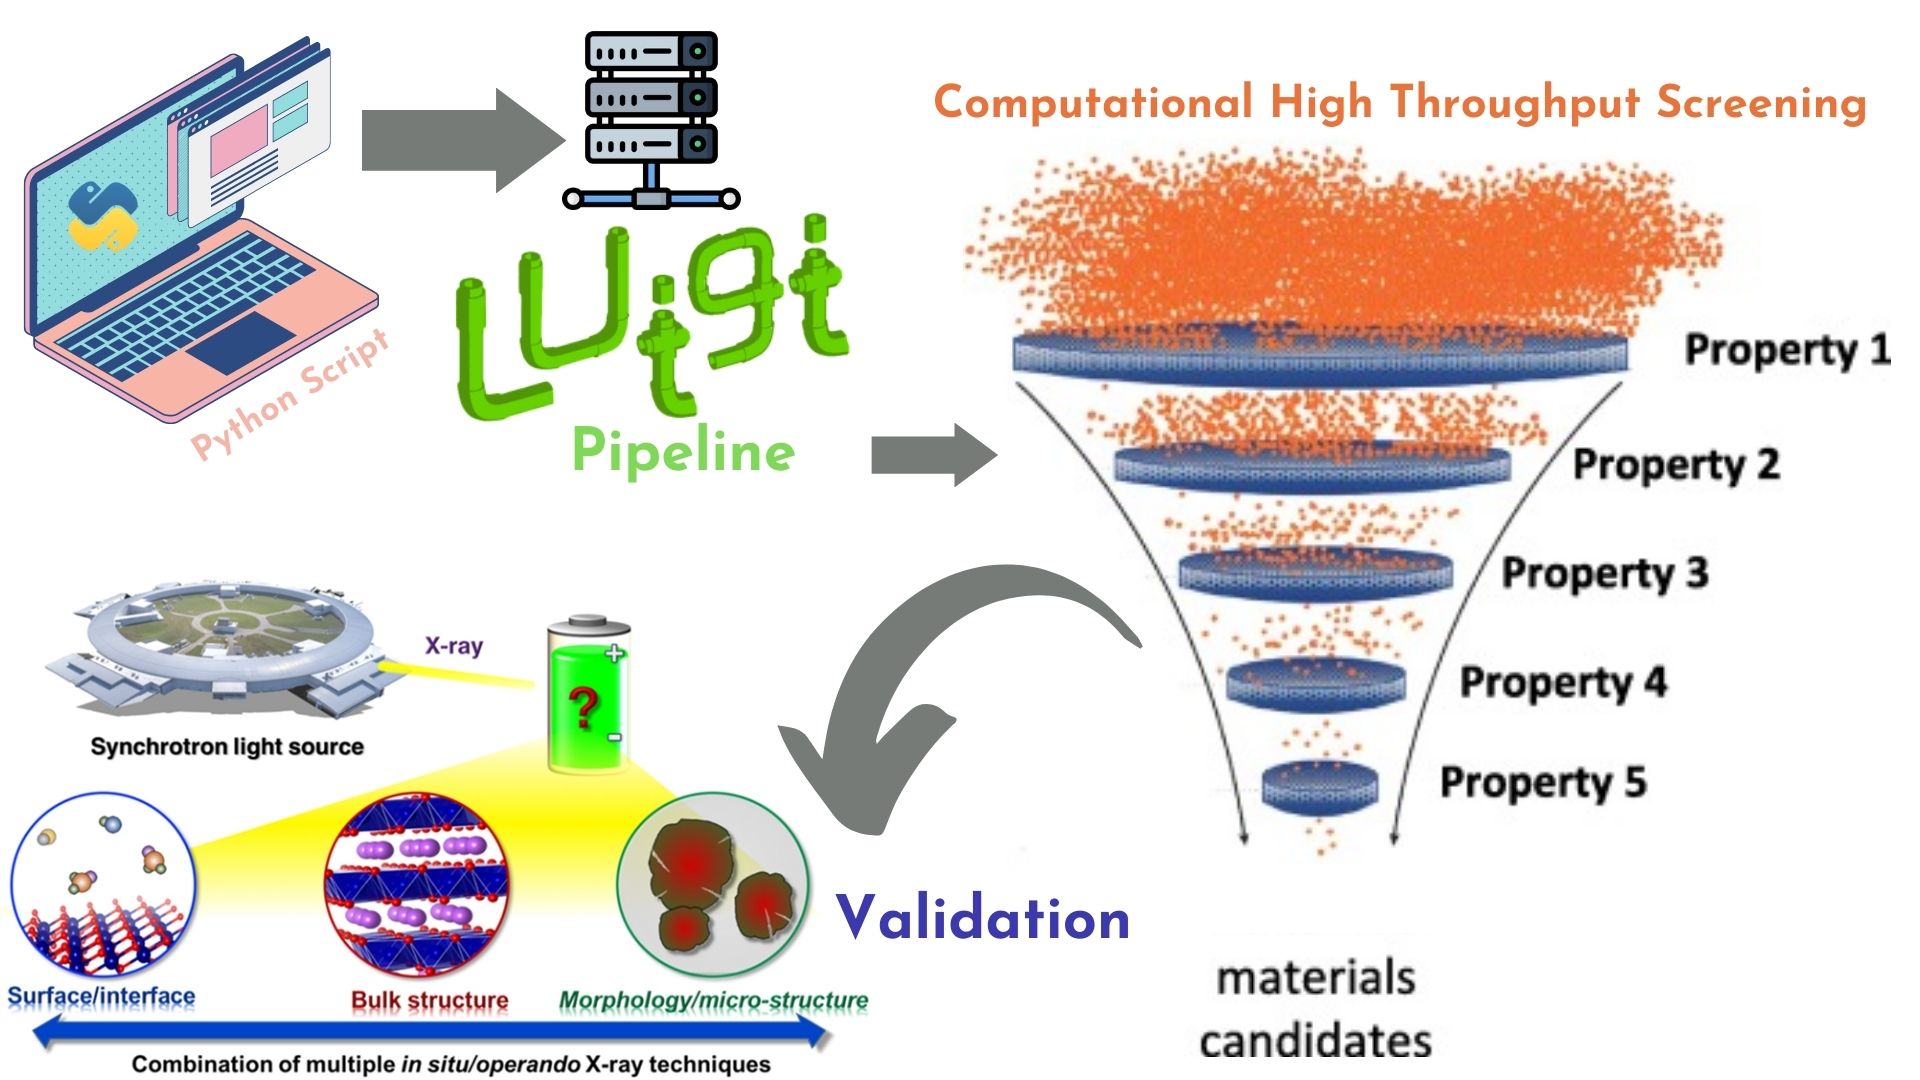 Computational High Throughput Screening
Python Script
Luigi
Pipeline
Property 1
Property 2
Property 3
Property 4
Property 5
materials
candidates
X-ray
+
?
-
Synchrotron light source
Validation
Surface/interface
Bulk structure
Morphology/micro-structure
Combination of multiple in situ/operando X-ray techniques